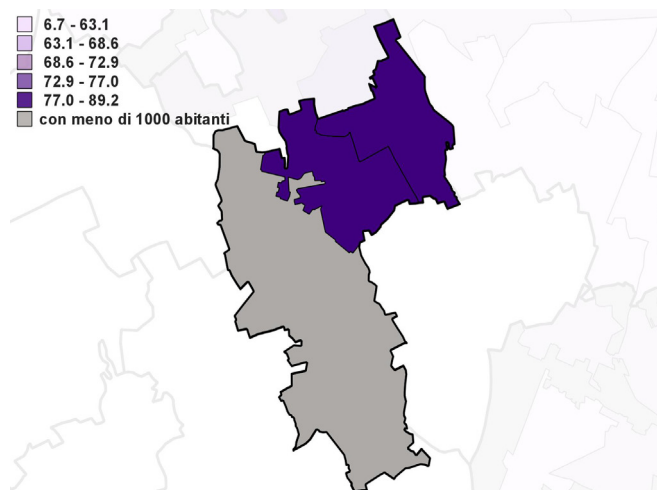 6.7 - 63.1
63.1 - 68.6
68.6 - 72.9
72.9 - 77.0
77.0 - 89.2
con meno di 1000 abitanti